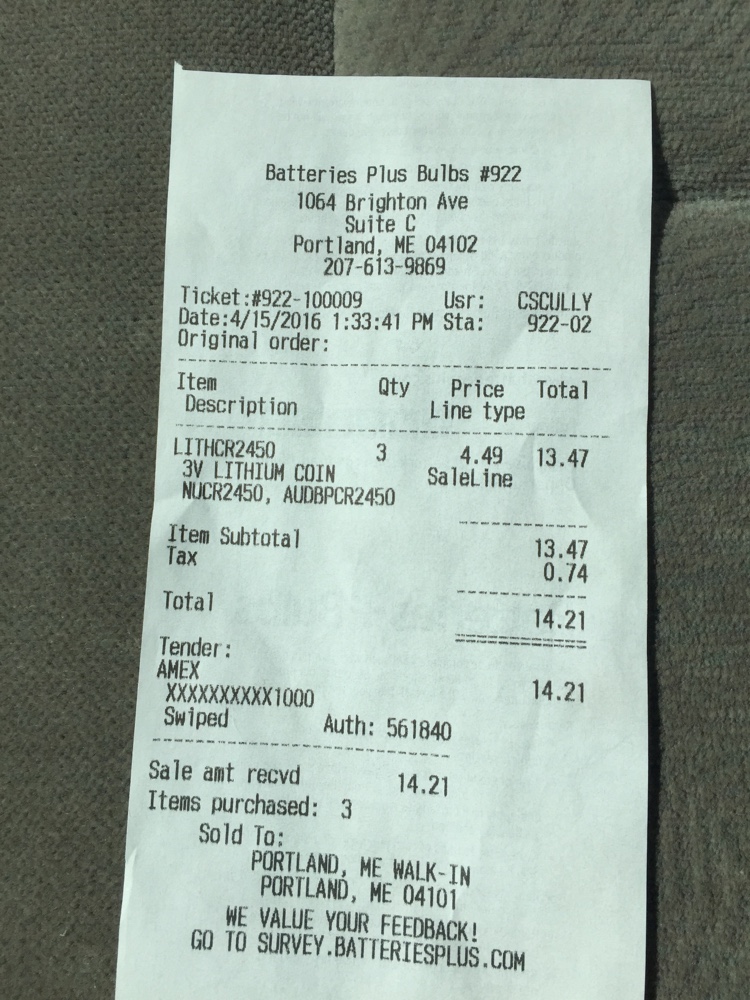 Batteries Plus Bulbs #922
1064 Brighton Ave
Suite C
Portland, ME 04102
207-613-9869
Ticket:#922-100009 Usr: CSCULLY
Date:4/15/2016 1:33:41 PM Sta: 922-02
Original order:
Item Qty Price Total
Description Line type
LITHCR2450 3 4.49 13.47
3V LITHIUM COIN SaleLine
NUCR2450, AUDBPCR2450
Item Subtotal 13.47
Tax 0.74
Total 14.21
Tender:
AMEX 14.21
XXXXXXXXXX1000
Swiped Auth: 561840
Sale amt recvd 14.21
Items purchased: 3
Sold To:
PORTLAND, ME WALK-IN
PORTLAND, ME 04101
WE VALUE YOUR FEEDBACK!
GO TO SURVEY.BATTERIESPLUS.COM